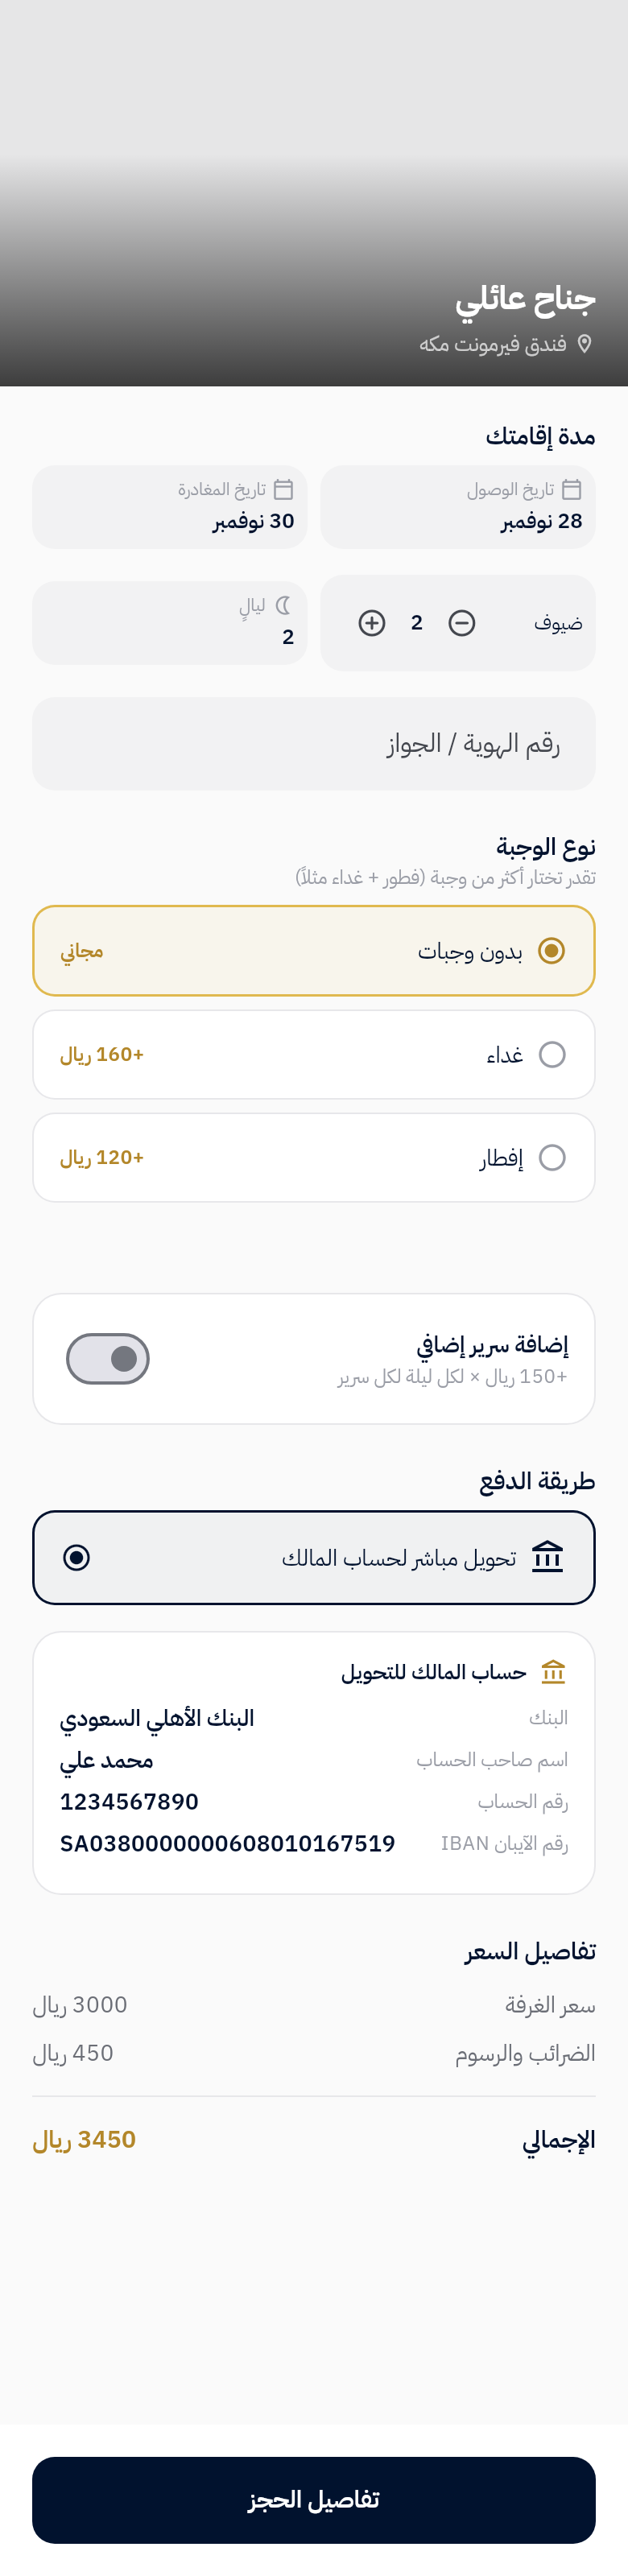 جناح عائلي
فندق فيرمونت مكه
مدة إقامتك
تاريخ الوصول
28 نوفمبر
تاريخ المغادرة
30 نوفمبر
ضيوف
2
ليالٍ
2
رقم الهوية / الجواز
نوع الوجبة
تقدر تختار أكثر من وجبة (فطور + غداء مثلاً)
بدون وجبات
مجاني
غداء
+160 ريال
إفطار
+120 ريال
إضافة سرير إضافي
+150 ريال × لكل ليلة لكل سرير
طريقة الدفع
تحويل مباشر لحساب المالك
حساب المالك للتحويل
البنك
البنك الأهلي السعودي
اسم صاحب الحساب
محمد علي
رقم الحساب
1234567890
رقم الآيبان IBAN
SA0380000000608010167519
تفاصيل السعر
سعر الغرفة
3000 ريال
الضرائب والرسوم
450 ريال
الإجمالي
3450 ريال
تفاصيل الحجز